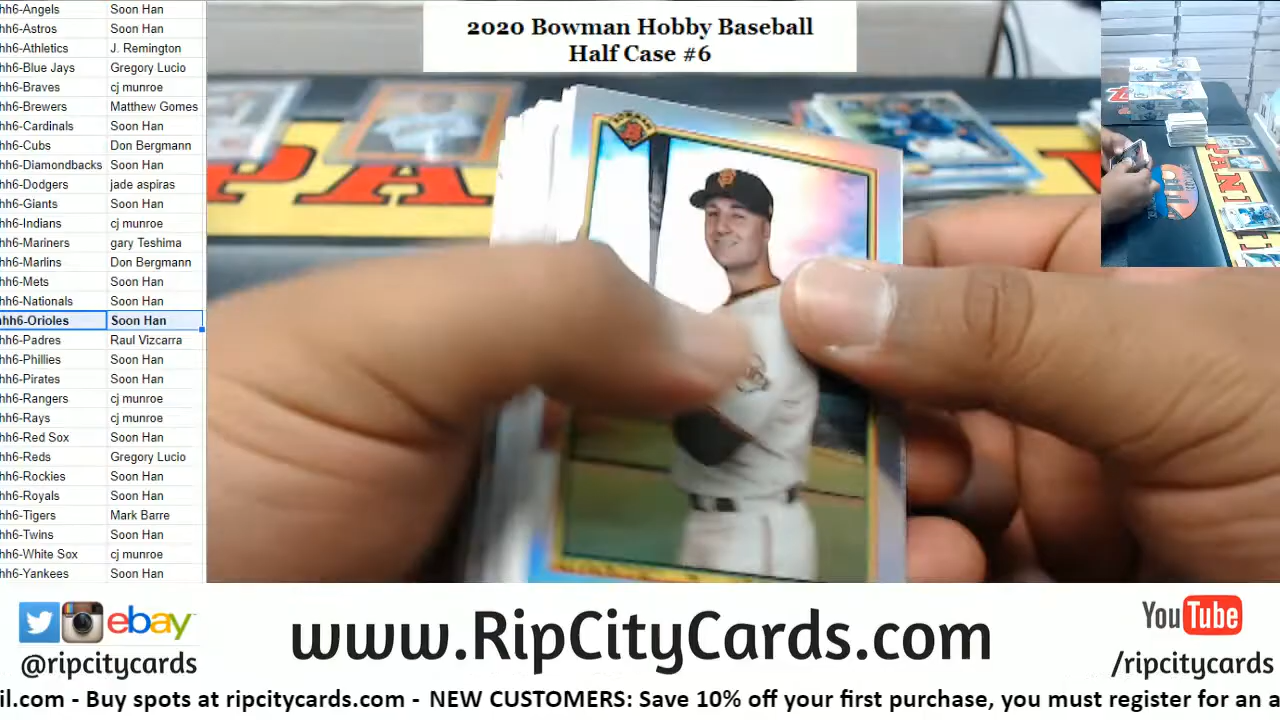 2020 Bowman Hobby Baseball
Half Case #6
hh6-Angels Soon Han
hh6-Astros Soon Han
hh6-Athletics J. Remington
hh6-Blue Jays Gregory Lucio
hh6-Braves cj munroe
hh6-Brewers Matthew Gomes
hh6-Cardinals Soon Han
hh6-Cubs Don Bergmann
hh6-Diamondbacks Soon Han
hh6-Dodgers jade aspiras
hh6-Giants Soon Han
hh6-Indians cj munroe
hh6-Mariners gary Teshima
hh6-Marlins Don Bergmann
hh6-Mets Soon Han
hh6-Nationals Soon Han
hh6-Orioles Soon Han
hh6-Padres Raul Vizcarra
hh6-Phillies Soon Han
hh6-Pirates Soon Han
hh6-Rangers cj munroe
hh6-Rays cj munroe
hh6-Red Sox Soon Han
hh6-Reds Gregory Lucio
hh6-Rockies Soon Han
hh6-Royals Soon Han
hh6-Tigers Mark Barre
hh6-Twins Soon Han
hh6-White Sox cj munroe
hh6-Yankees Soon Han
ebay
@ripcitycards
www.RipCityCards.com
YouTube
/ripcitycards
il.com - Buy spots at ripcitycards.com - NEW CUSTOMERS: Save 10% off your first purchase, you must register for an a